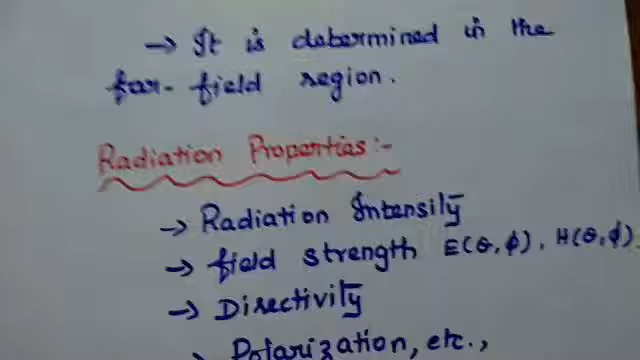 → It is determined in the
far-field region.
Radiation Properties:-
→ Radiation Intensity
→ field strength E(θ,φ), H(θ,φ)
→ Directivity
→ Polarization, etc.,